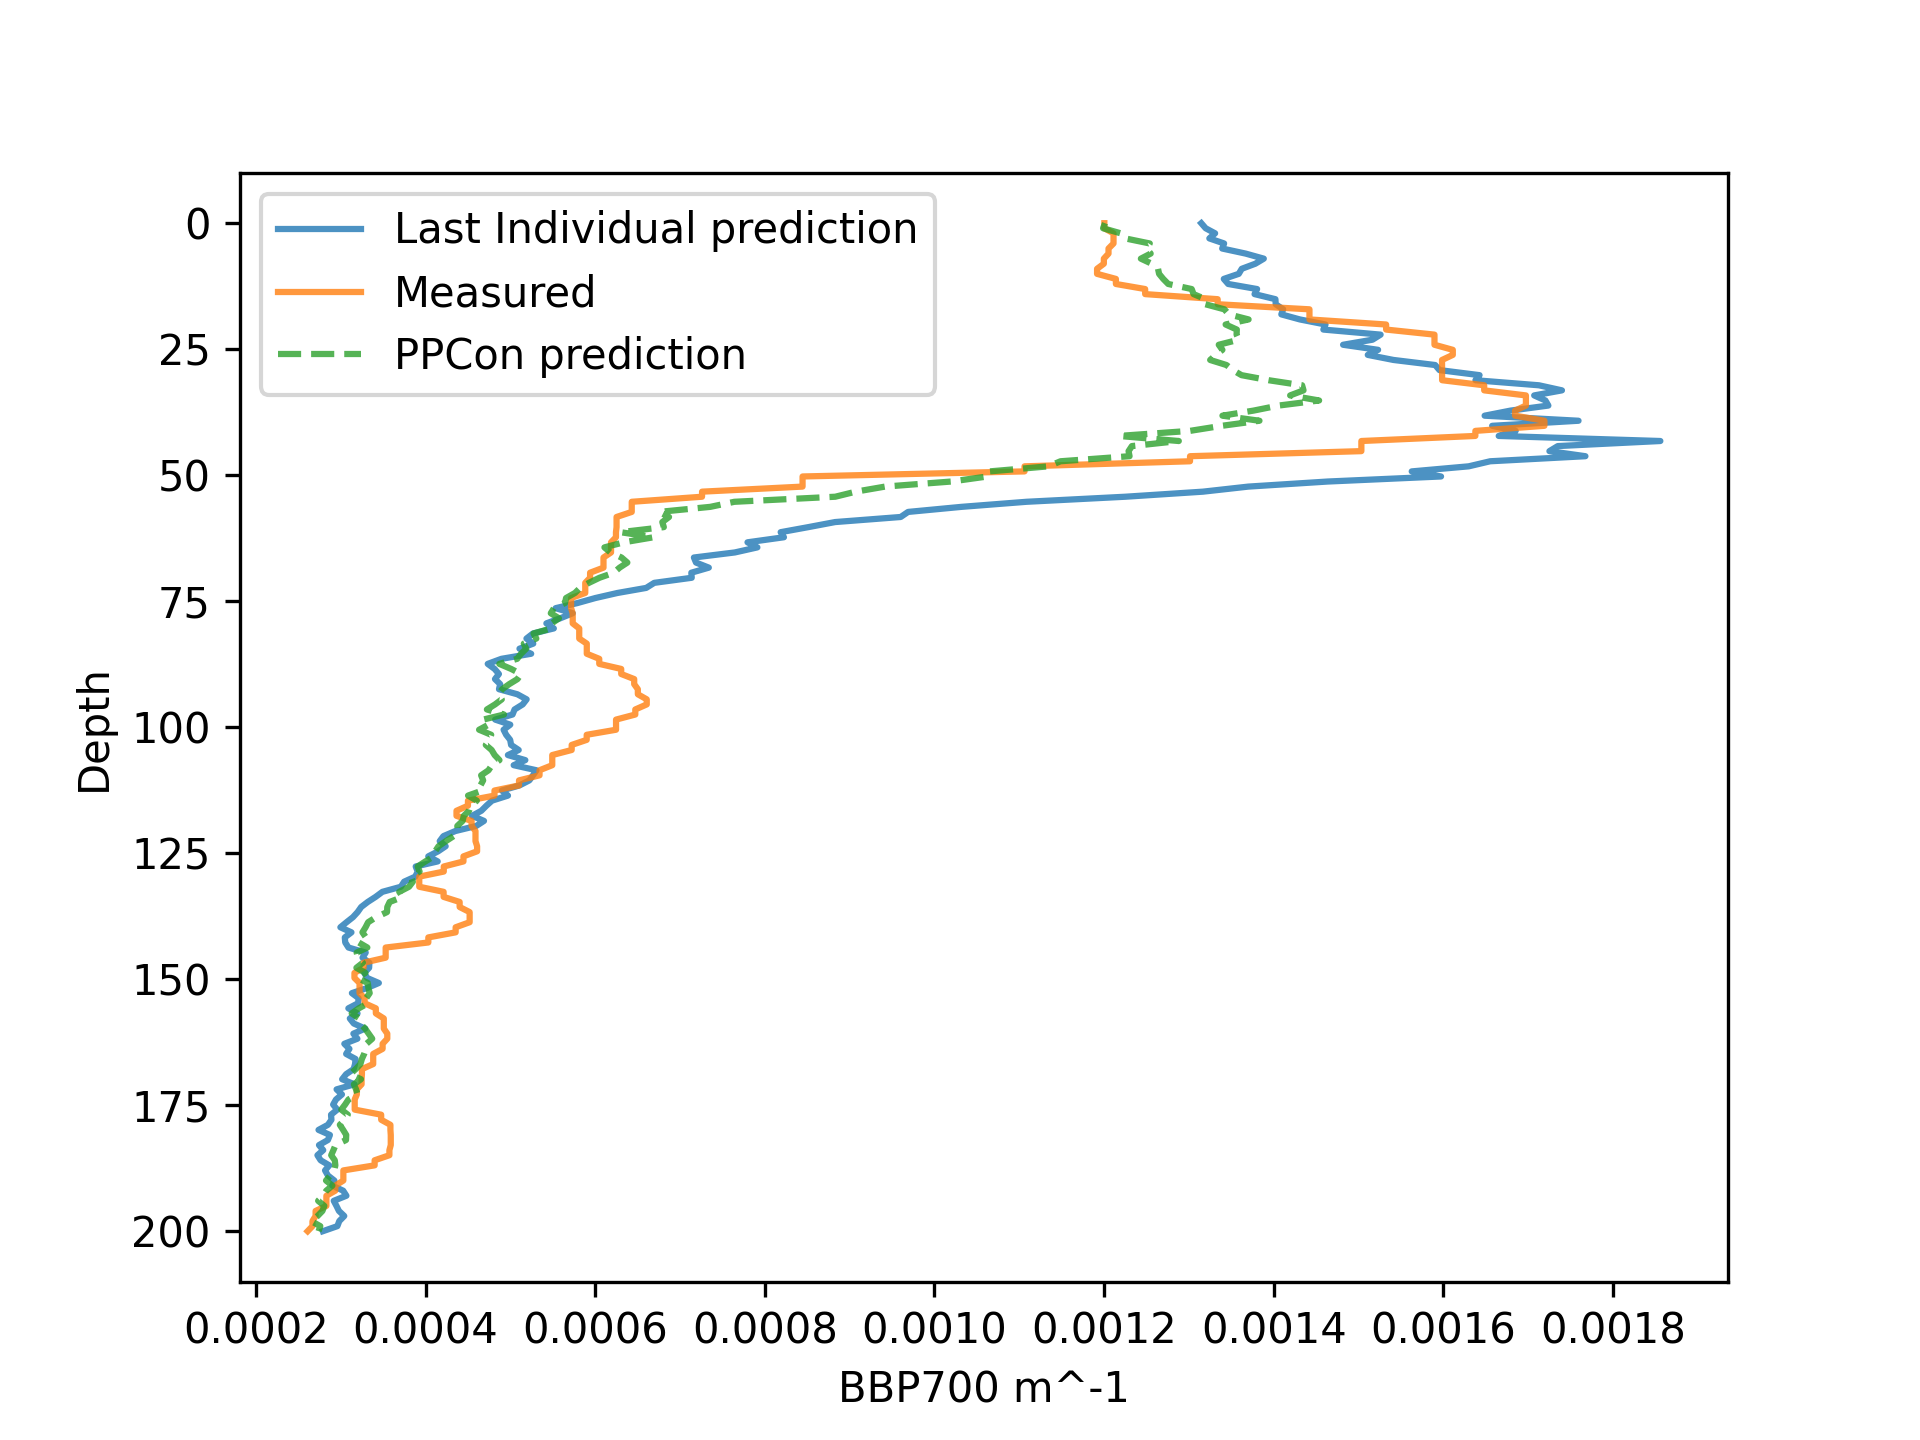 Last Individual prediction
Measured
PPCon prediction
0
25
50
75
100
125
150
175
200
Depth
0.0002 0.0004 0.0006 0.0008 0.0010 0.0012 0.0014 0.0016 0.0018
BBP700 m^-1